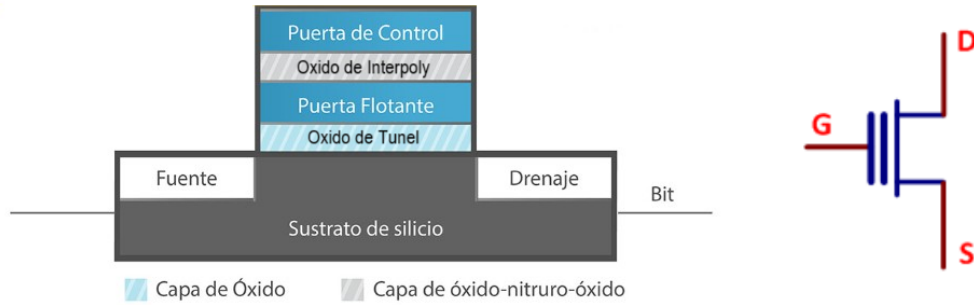 Puerta de Control
Oxido de Interpoly
Puerta Flotante
Oxido de Tunel
Fuente
Drenaje
Bit
Sustrato de silicio
Capa de Óxido
Capa de óxido-nitruro-óxido
D
G
S